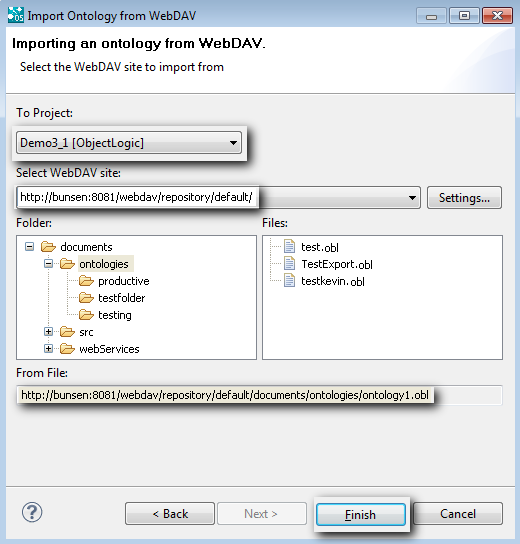 DS Import Ontology from WebDAV
Importing an ontology from WebDAV.
Select the WebDAV site to import from
To Project:
Demo3_1 [ObjectLogic]
Select WebDAV site:
http://bunsen:8081/webdav/repository/default/
Settings...
Folder:
Files:
documents
ontologies
productive
testfolder
testing
src
webServices
test.obl
TestExport.obl
testkevin.obl
From File:
http://bunsen:8081/webdav/repository/default/documents/ontologies/ontology1.obl
?
< Back
Next >
Finish
Cancel